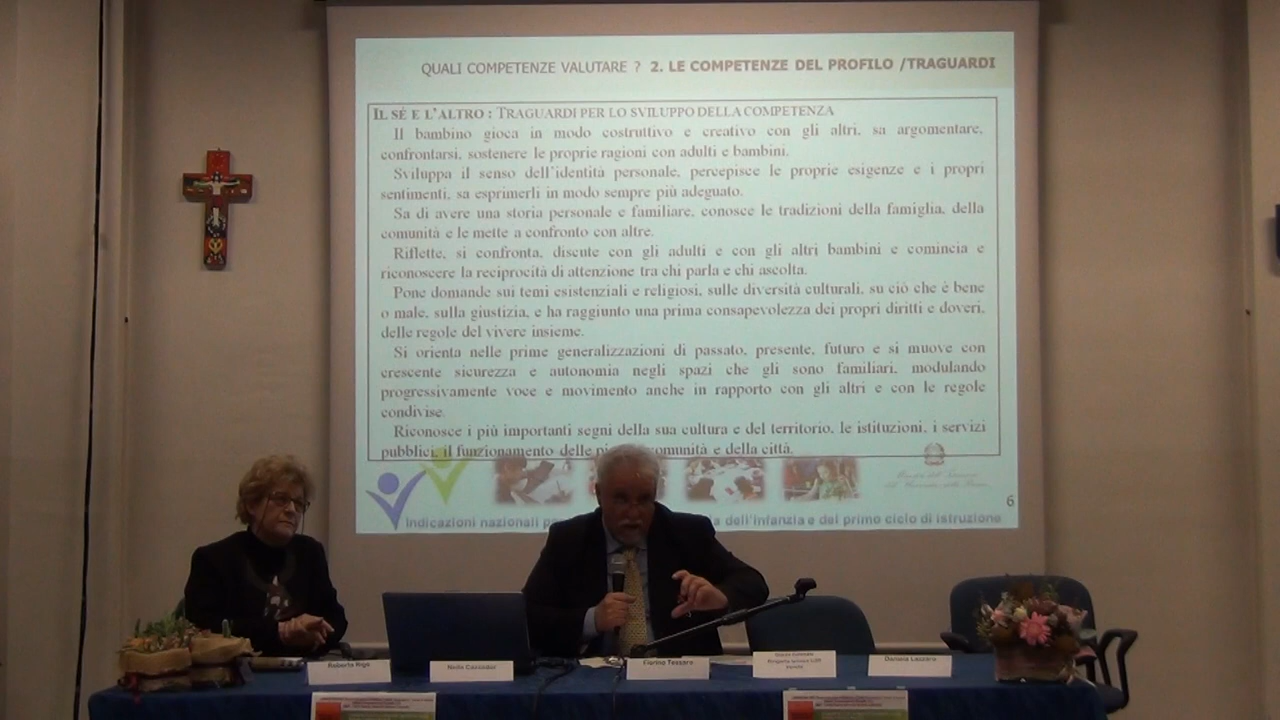 QUALI COMPETENZE VALUTARE ? 2. LE COMPETENZE DEL PROFILO /TRAGUARDI
IL SÉ E L'ALTRO : TRAGUARDI PER LO SVILUPPO DELLA COMPETENZA
Il bambino gioca in modo costruttivo e creativo con gli altri, sa argomentare,
confrontarsi, sostenere le proprie ragioni con adulti e bambini.
Sviluppa il senso dell'identità personale, percepisce le proprie esigenze e i propri
sentimenti, sa esprimerli in modo sempre più adeguato.
Sa di avere una storia personale e familiare, conosce le tradizioni della famiglia, della
comunità e le mette a confronto con altre.
Riflette, si confronta, discute con gli adulti e con gli altri bambini e comincia e
riconoscere la reciprocità di attenzione tra chi parla e chi ascolta.
Pone domande sui temi esistenziali e religiosi, sulle diversità culturali, su ciò che è bene
o male, sulla giustizia, e ha raggiunto una prima consapevolezza dei propri diritti e doveri,
delle regole del vivere insieme.
Si orienta nelle prime generalizzazioni di passato, presente, futuro e si muove con
crescente sicurezza e autonomia negli spazi che gli sono familiari, modulando
progressivamente voce e movimento anche in rapporto con gli altri e con le regole
condivise.
Riconosce i più importanti segni della sua cultura e del territorio, le istituzioni, i servizi
pubblici, il funzionamento delle comunità e della città.
6
Indicazioni nazionali dell'infanzia e del primo ciclo di istruzione
Roberta Rigo
Fiorino Tessaro
Daniela Lazzaro